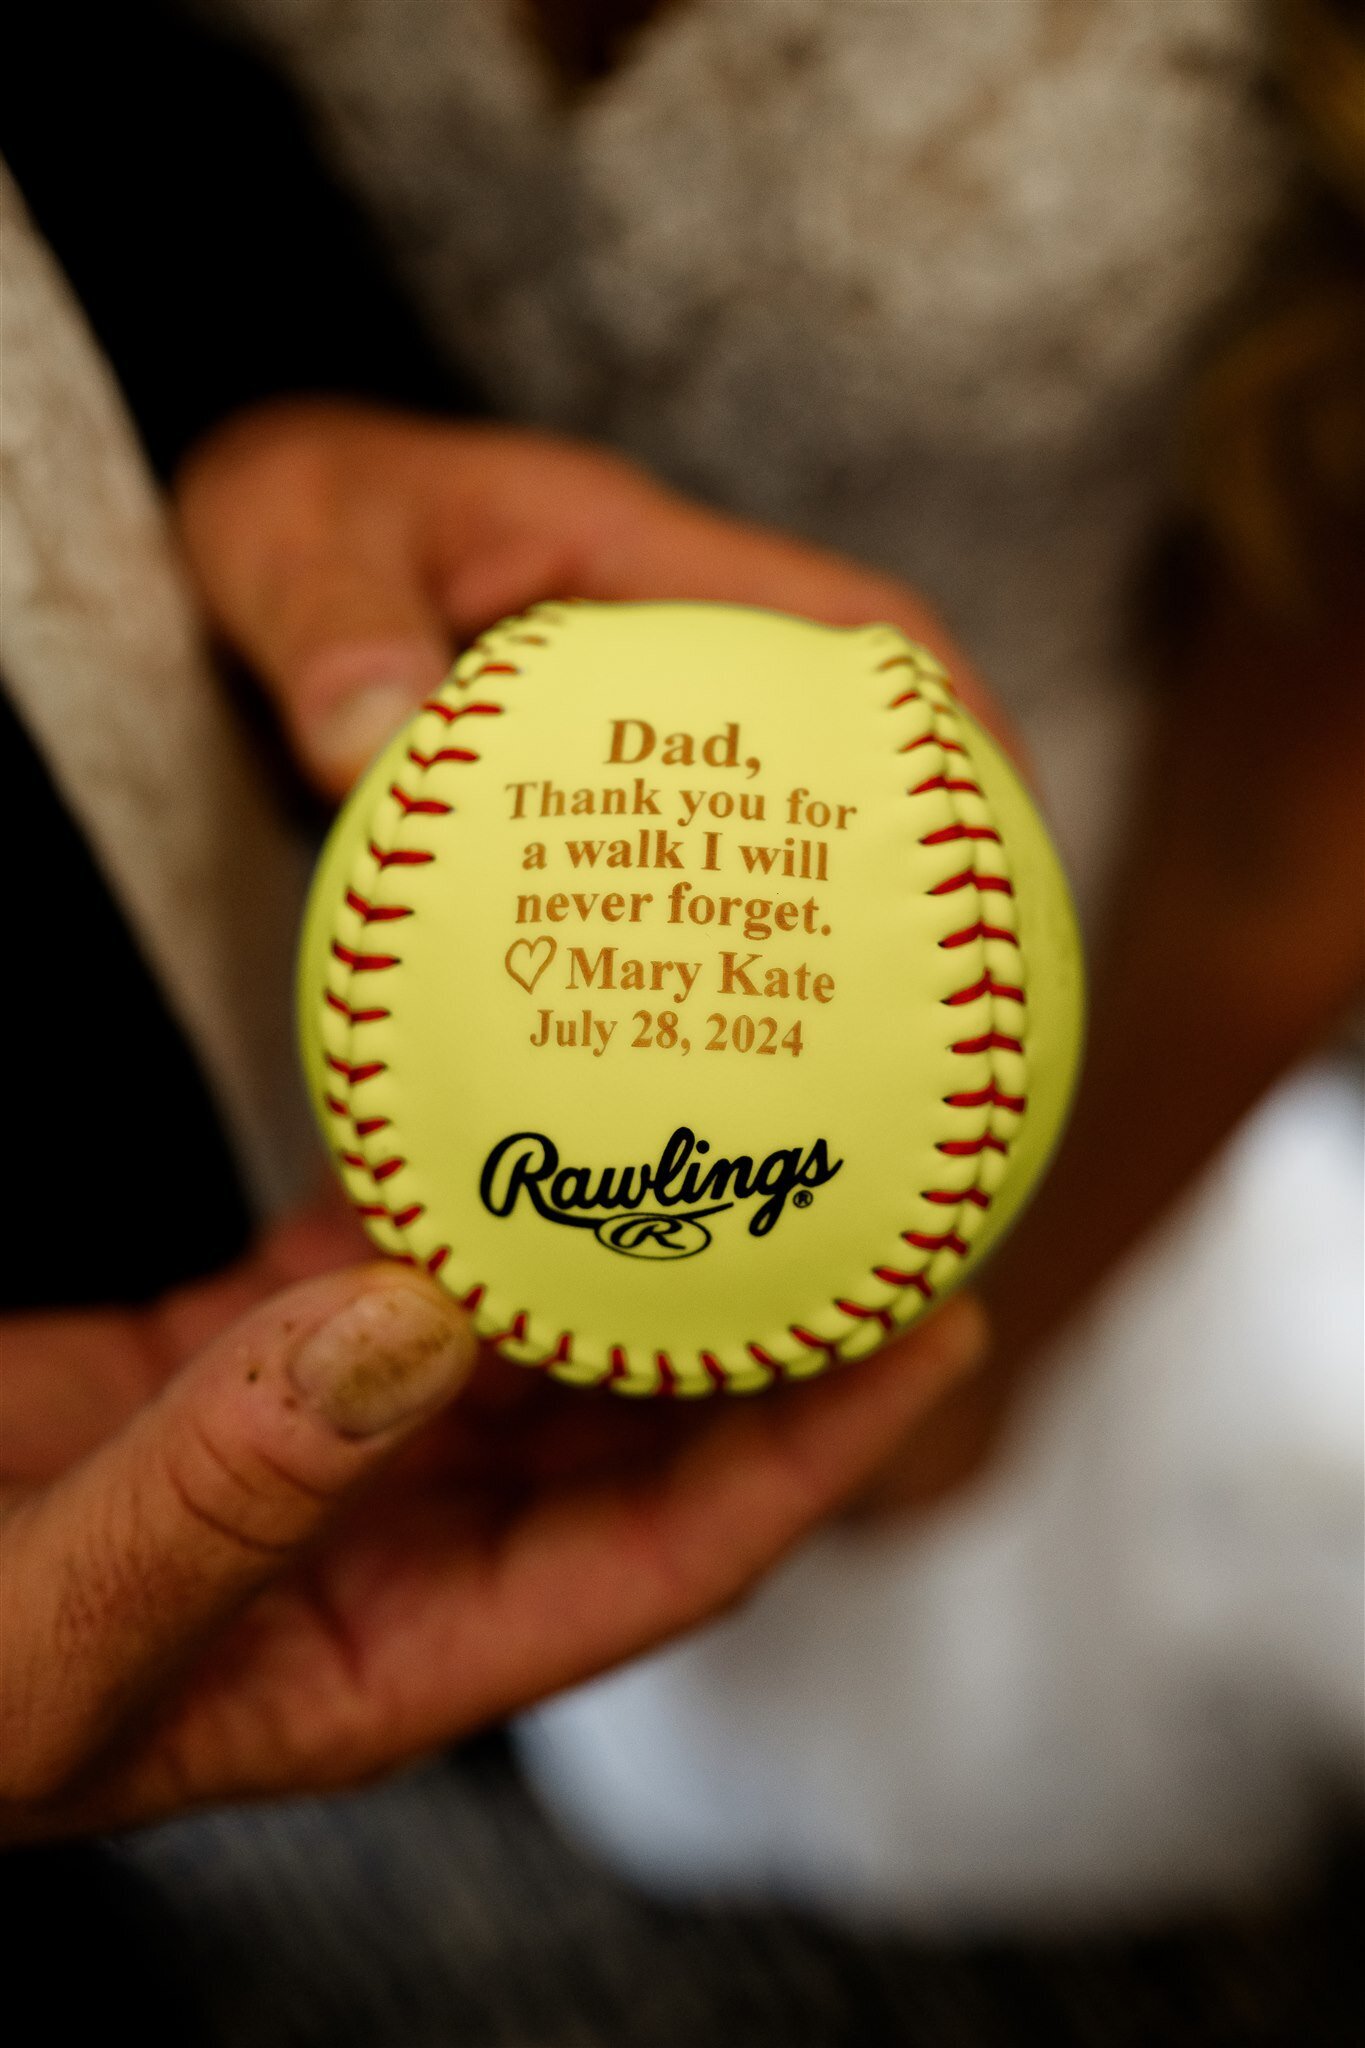 Dad,
Thank you for
a walk I will
never forget.
♡ Mary Kate
July 28, 2024
Rawlings®
R